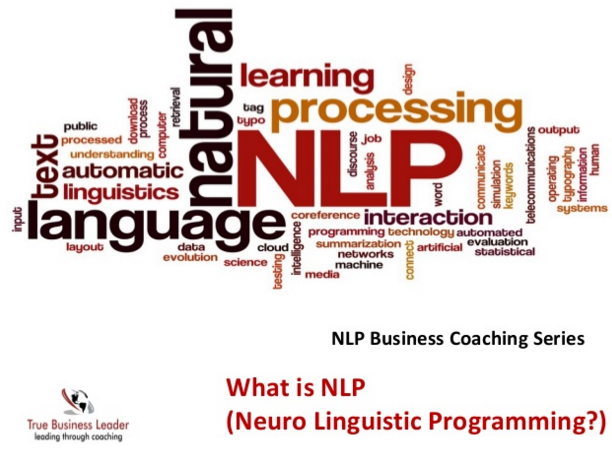 natural
learning
design
processing
tag
typo
retrieval
computer
process
download
public
processed
understanding
text
automatic
linguistics
NLP
discourse
analysis
job
word
communicate
simulation
keywords
telecommunications
output
operating
typography
information
human
systems
input
language
coreference
interaction
programming technology automated
layout
data
evolution
science
cloud
testing
intelligence
media
summarization
networks
machine
connect
artificial
evaluation
statistical
NLP Business Coaching Series
What is NLP
(Neuro Linguistic Programming?)
True Business Leader
leading through coaching